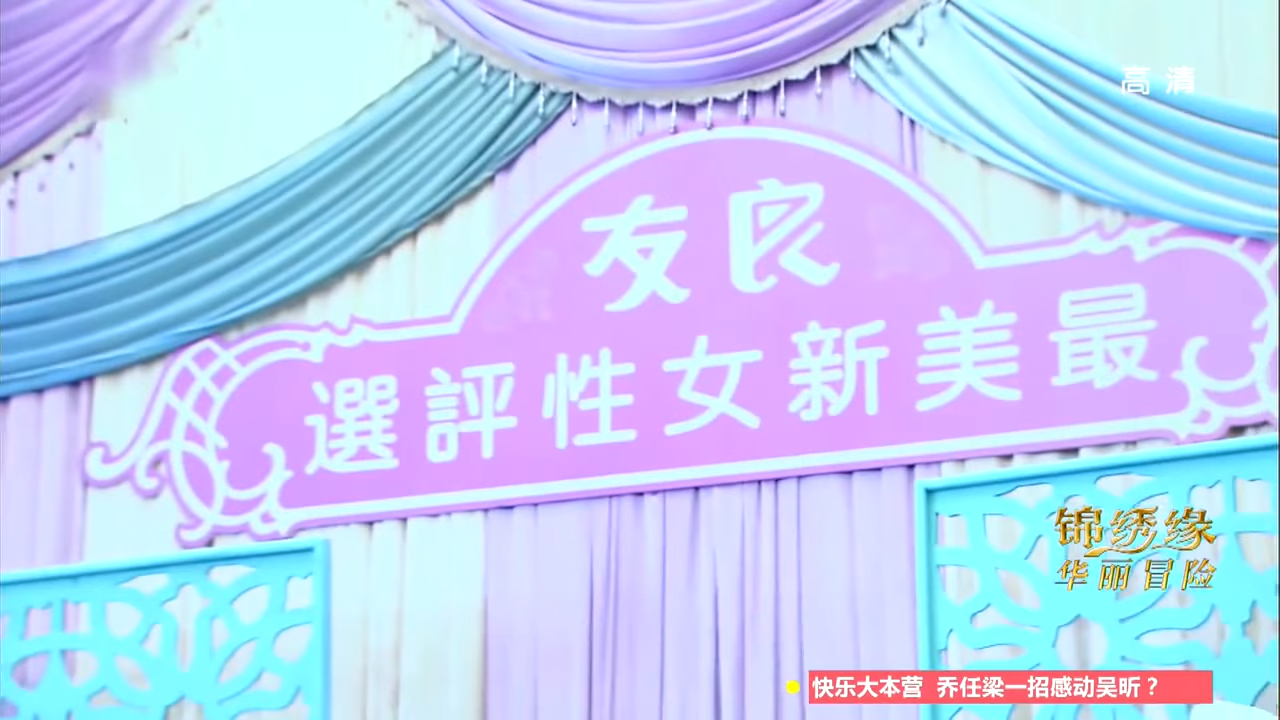 高清
良友
最美新女性評選
锦绣缘
华丽冒险
快乐大本营 乔任梁一招感动吴昕？